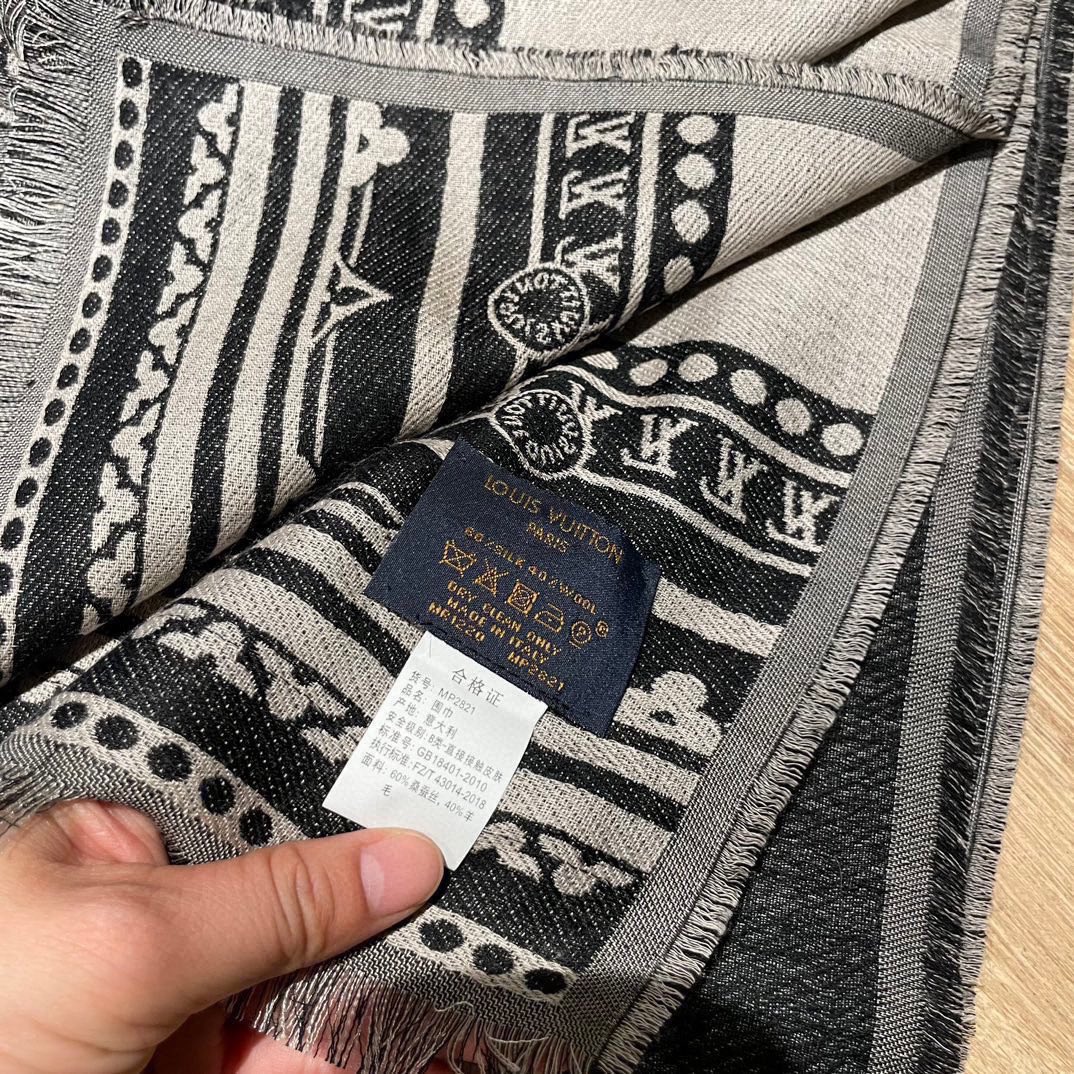 LOUIS VUITTON
PARIS
60%SILK 40%WOOL
DRY CLEAN ONLY
MADE IN ITALY
MP2821
合格证
货号: MP2821
品名: 围巾
产地: 意大利
安全级别: B类-直接接触皮肤
标准号: GB18401-2010
执行标准: FZ/T 43014-2018
面料: 60%桑蚕丝, 40%羊
毛